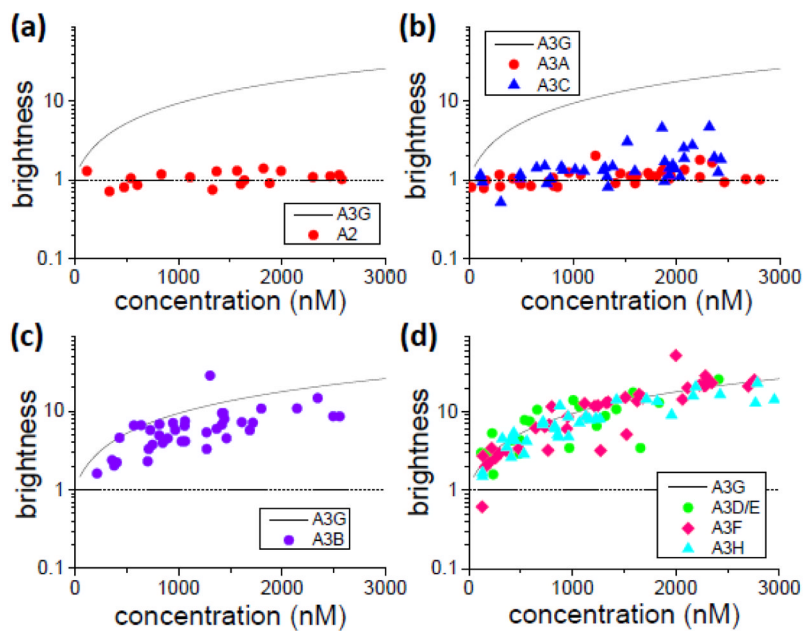 (a)
brightness
10
1
0.1
A3G
A2
0
1000
2000
3000
concentration (nM)
(b)
brightness
10
1
0.1
A3G
A3A
A3C
0
1000
2000
3000
concentration (nM)
(c)
brightness
10
1
0.1
A3G
A3B
0
1000
2000
3000
concentration (nM)
(d)
brightness
10
1
0.1
A3G
A3D/E
A3F
A3H
0
1000
2000
3000
concentration (nM)